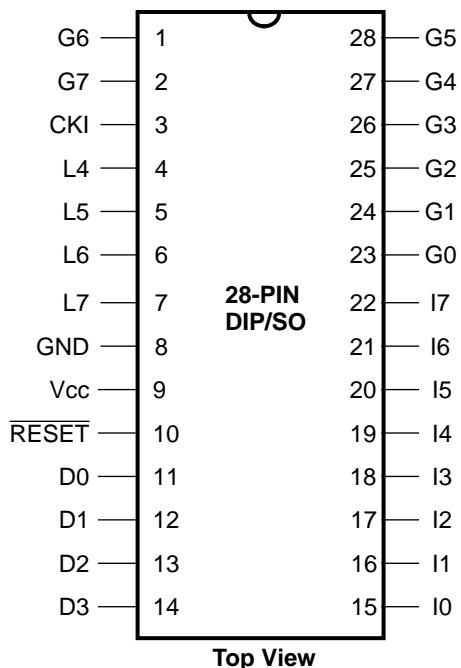 G6 1 28 G5
G7 2 27 G4
CKI 3 26 G3
L4 4 25 G2
L5 5 24 G1
L6 6 23 G0
L7 7 28-PIN 22 I7
DIP/SO
GND 8 21 I6
Vcc 9 20 I5
RESET 10 19 I4
D0 11 18 I3
D1 12 17 I2
D2 13 16 I1
D3 14 15 I0
Top View